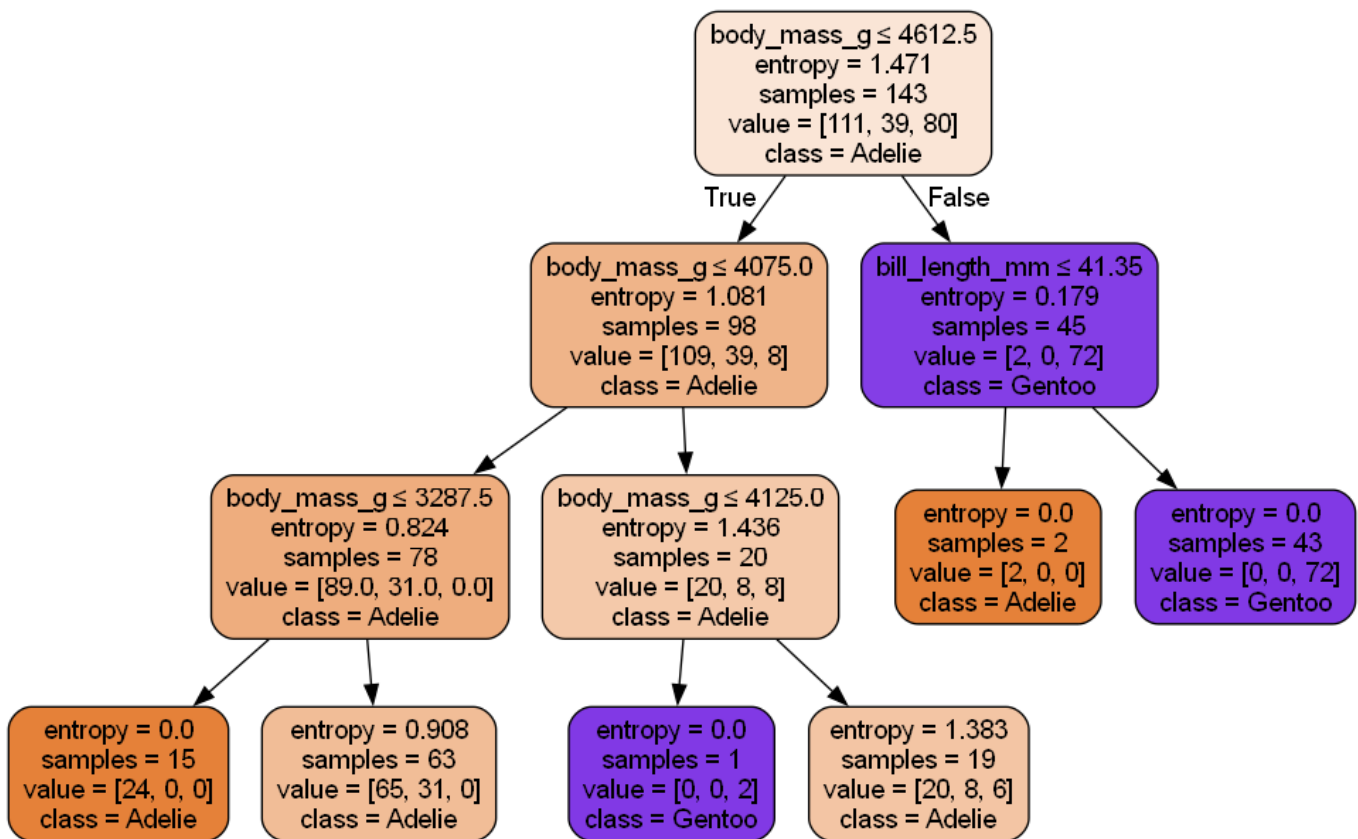 body_mass_g ≤ 4612.5
entropy = 1.471
samples = 143
value = [111, 39, 80]
class = Adelie
True
False
body_mass_g ≤ 4075.0
entropy = 1.081
samples = 98
value = [109, 39, 8]
class = Adelie
bill_length_mm ≤ 41.35
entropy = 0.179
samples = 45
value = [2, 0, 72]
class = Gentoo
body_mass_g ≤ 3287.5
entropy = 0.824
samples = 78
value = [89.0, 31.0, 0.0]
class = Adelie
body_mass_g ≤ 4125.0
entropy = 1.436
samples = 20
value = [20, 8, 8]
class = Adelie
entropy = 0.0
samples = 2
value = [2, 0, 0]
class = Adelie
entropy = 0.0
samples = 43
value = [0, 0, 72]
class = Gentoo
entropy = 0.0
samples = 15
value = [24, 0, 0]
class = Adelie
entropy = 0.908
samples = 63
value = [65, 31, 0]
class = Adelie
entropy = 0.0
samples = 1
value = [0, 0, 2]
class = Gentoo
entropy = 1.383
samples = 19
value = [20, 8, 6]
class = Adelie